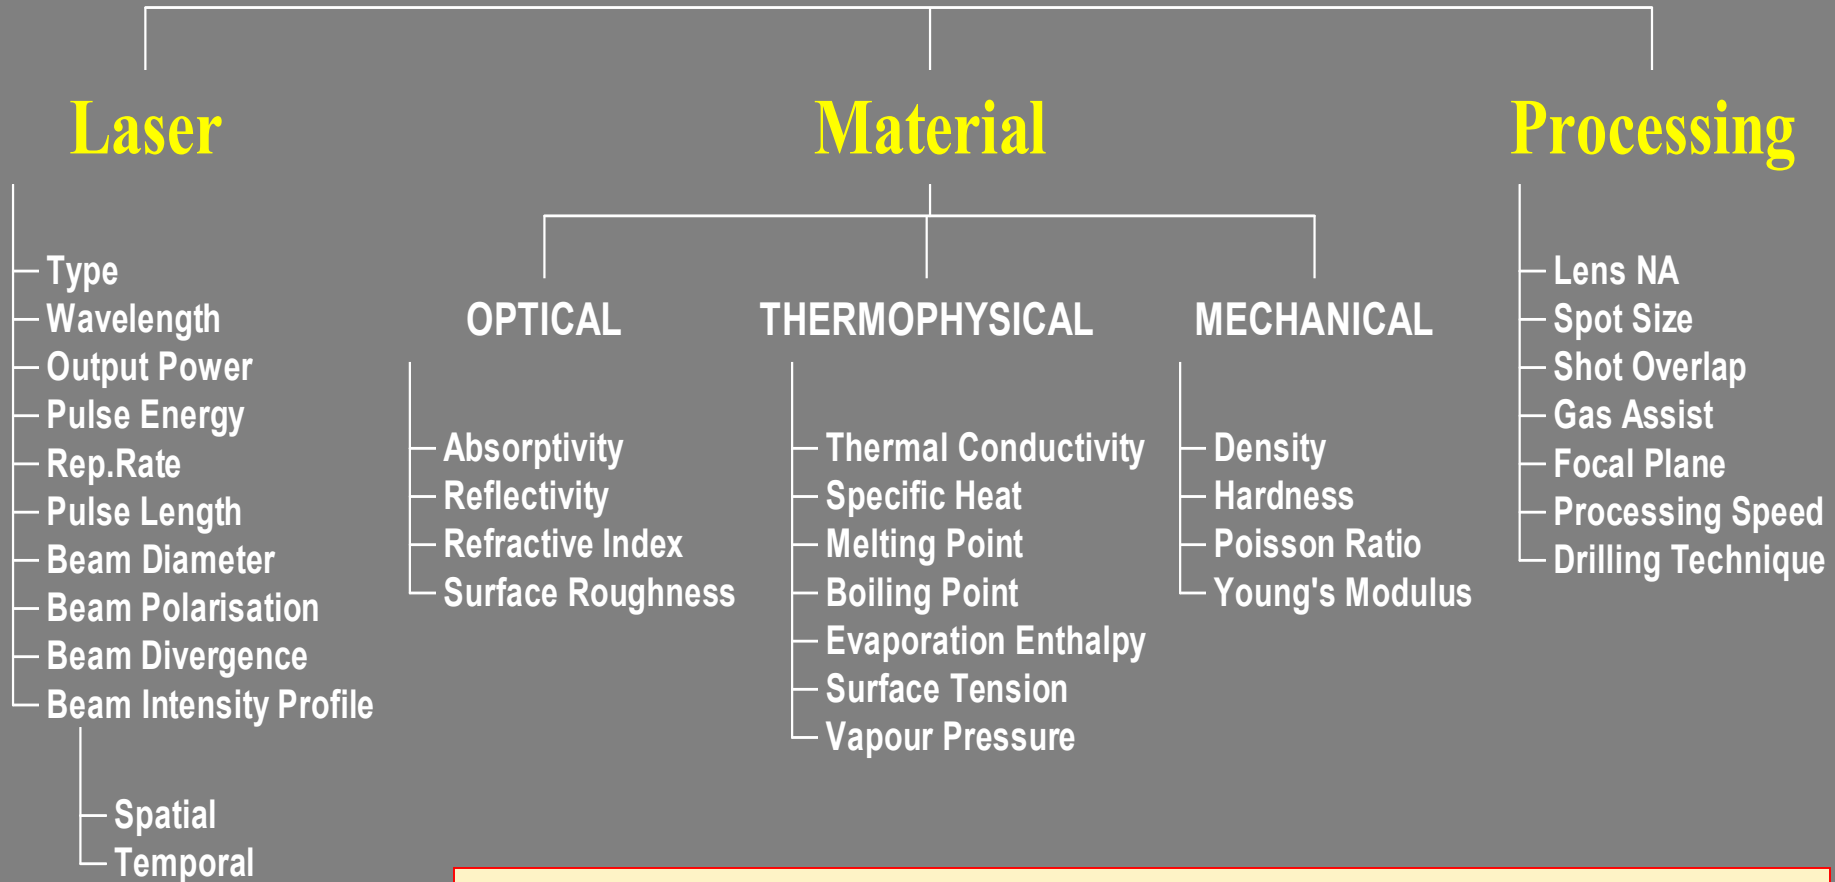 Laser
Material
Processing
Type
Wavelength
Output Power
Pulse Energy
Rep.Rate
Pulse Length
Beam Diameter
Beam Polarisation
Beam Divergence
Beam Intensity Profile
Spatial
Temporal
OPTICAL
Absorptivity
Reflectivity
Refractive Index
Surface Roughness
THERMOPHYSICAL
Thermal Conductivity
Specific Heat
Melting Point
Boiling Point
Evaporation Enthalpy
Surface Tension
Vapour Pressure
MECHANICAL
Density
Hardness
Poisson Ratio
Young's Modulus
Lens NA
Spot Size
Shot Overlap
Gas Assist
Focal Plane
Processing Speed
Drilling Technique